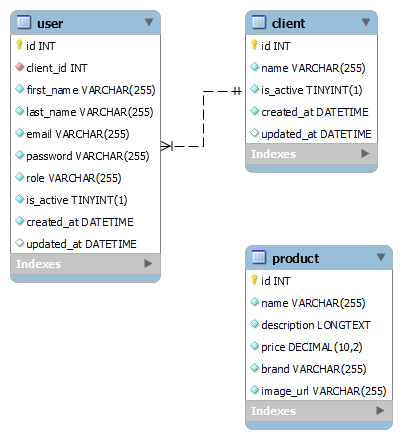 user
id INT
client_id INT
first_name VARCHAR(255)
last_name VARCHAR(255)
email VARCHAR(255)
password VARCHAR(255)
role VARCHAR(255)
is_active TINYINT(1)
created_at DATETIME
updated_at DATETIME
Indexes
client
id INT
name VARCHAR(255)
is_active TINYINT(1)
created_at DATETIME
updated_at DATETIME
Indexes
product
id INT
name VARCHAR(255)
description LONGTEXT
price DECIMAL(10,2)
brand VARCHAR(255)
image_url VARCHAR(255)
Indexes